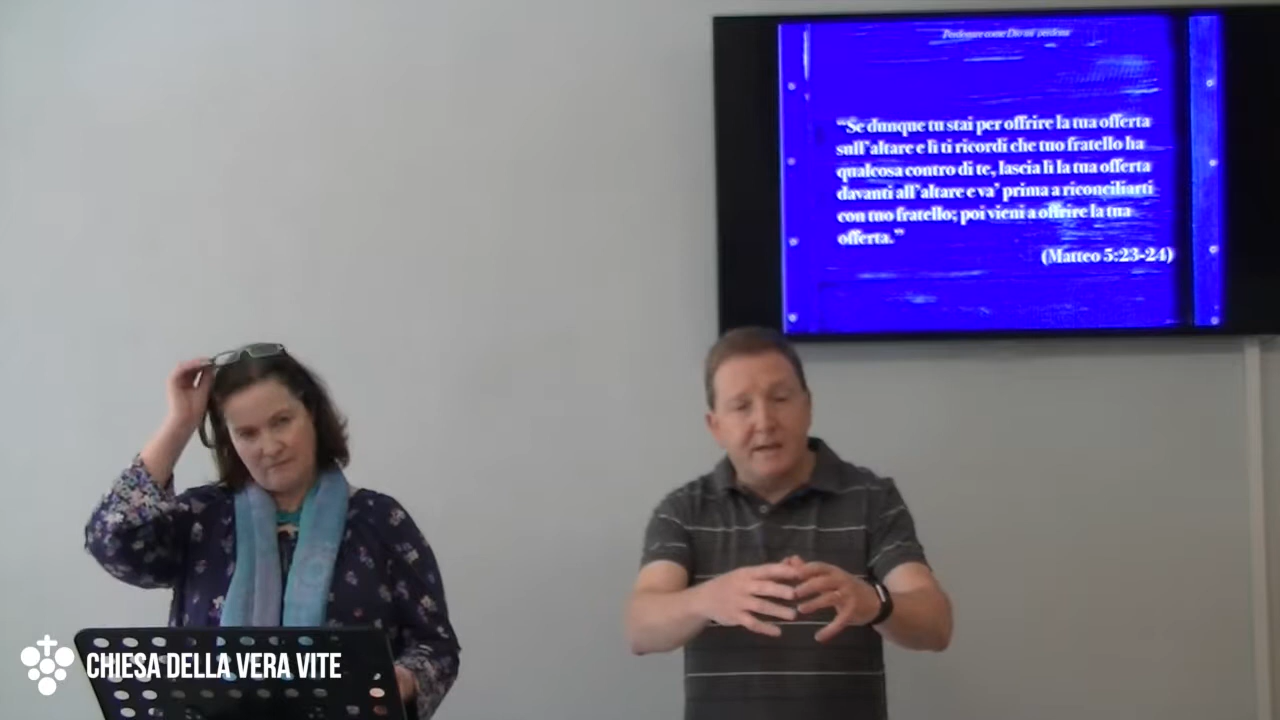 Perdonare come Dio mi perdona
“Se dunque tu stai per offrire la tua offerta
sull’altare e lì ti ricordi che tuo fratello ha
qualcosa contro di te, lascia lì la tua offerta
davanti all’altare e va’ prima a riconciliarti
con tuo fratello; poi vieni a offrire la tua
offerta.”
(Matteo 5:23-24)
CHIESA DELLA VERA VITE